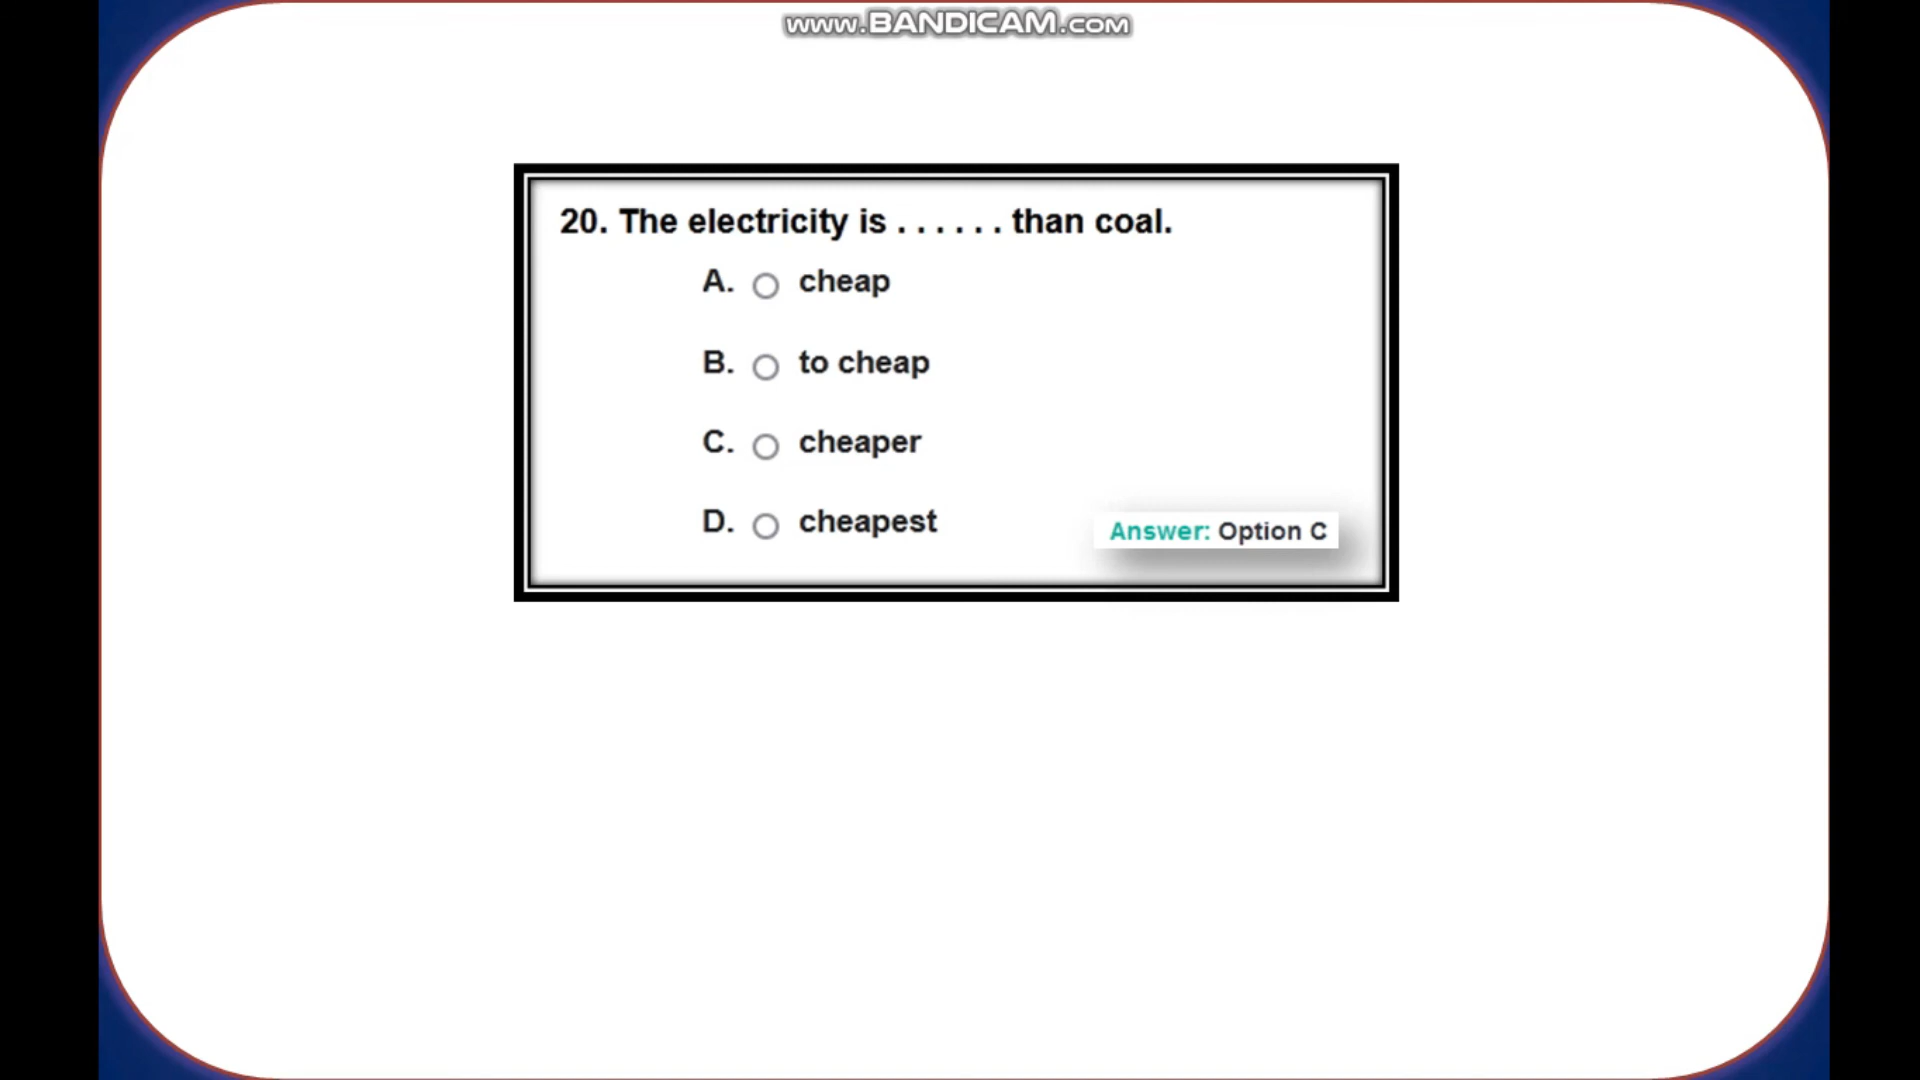 www.BANDICAM.com
20. The electricity is . . . . . . than coal.
A. cheap
B. to cheap
C. cheaper
D. cheapest
Answer: Option C